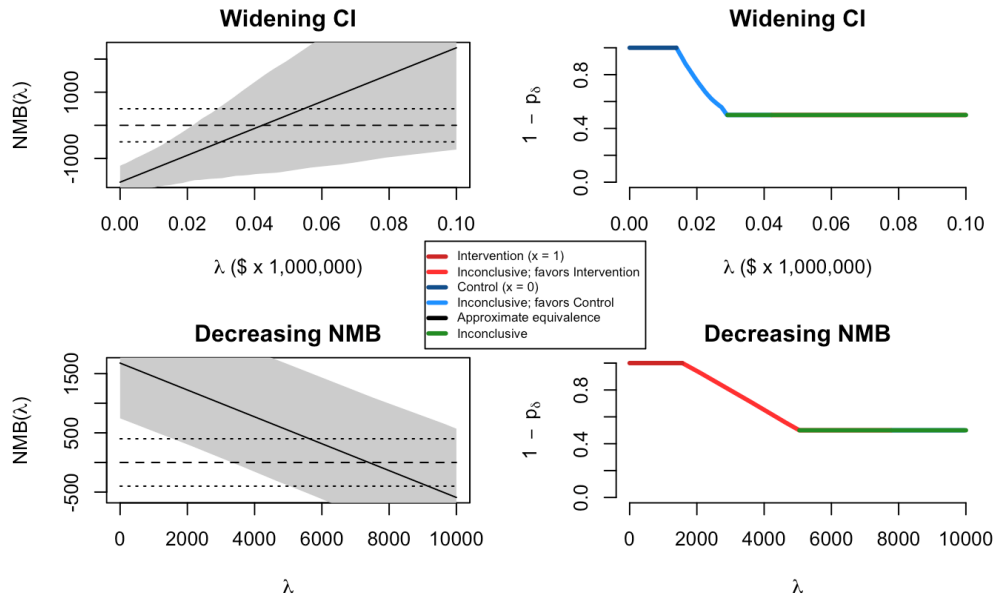 Widening CI
NMB(λ)
-1000
1000
0.00 0.02 0.04 0.06 0.08 0.10
λ ($ x 1,000,000)
Widening CI
1 − pδ
0.0 0.4 0.8
0.00 0.02 0.04 0.06 0.08 0.10
λ ($ x 1,000,000)
Intervention (x = 1)
Inconclusive; favors Intervention
Control (x = 0)
Inconclusive; favors Control
Approximate equivalence
Inconclusive
Decreasing NMB
NMB(λ)
-500 500 1500
0 2000 4000 6000 8000 10000
λ
Decreasing NMB
1 − pδ
0.0 0.4 0.8
0 2000 4000 6000 8000 10000
λ